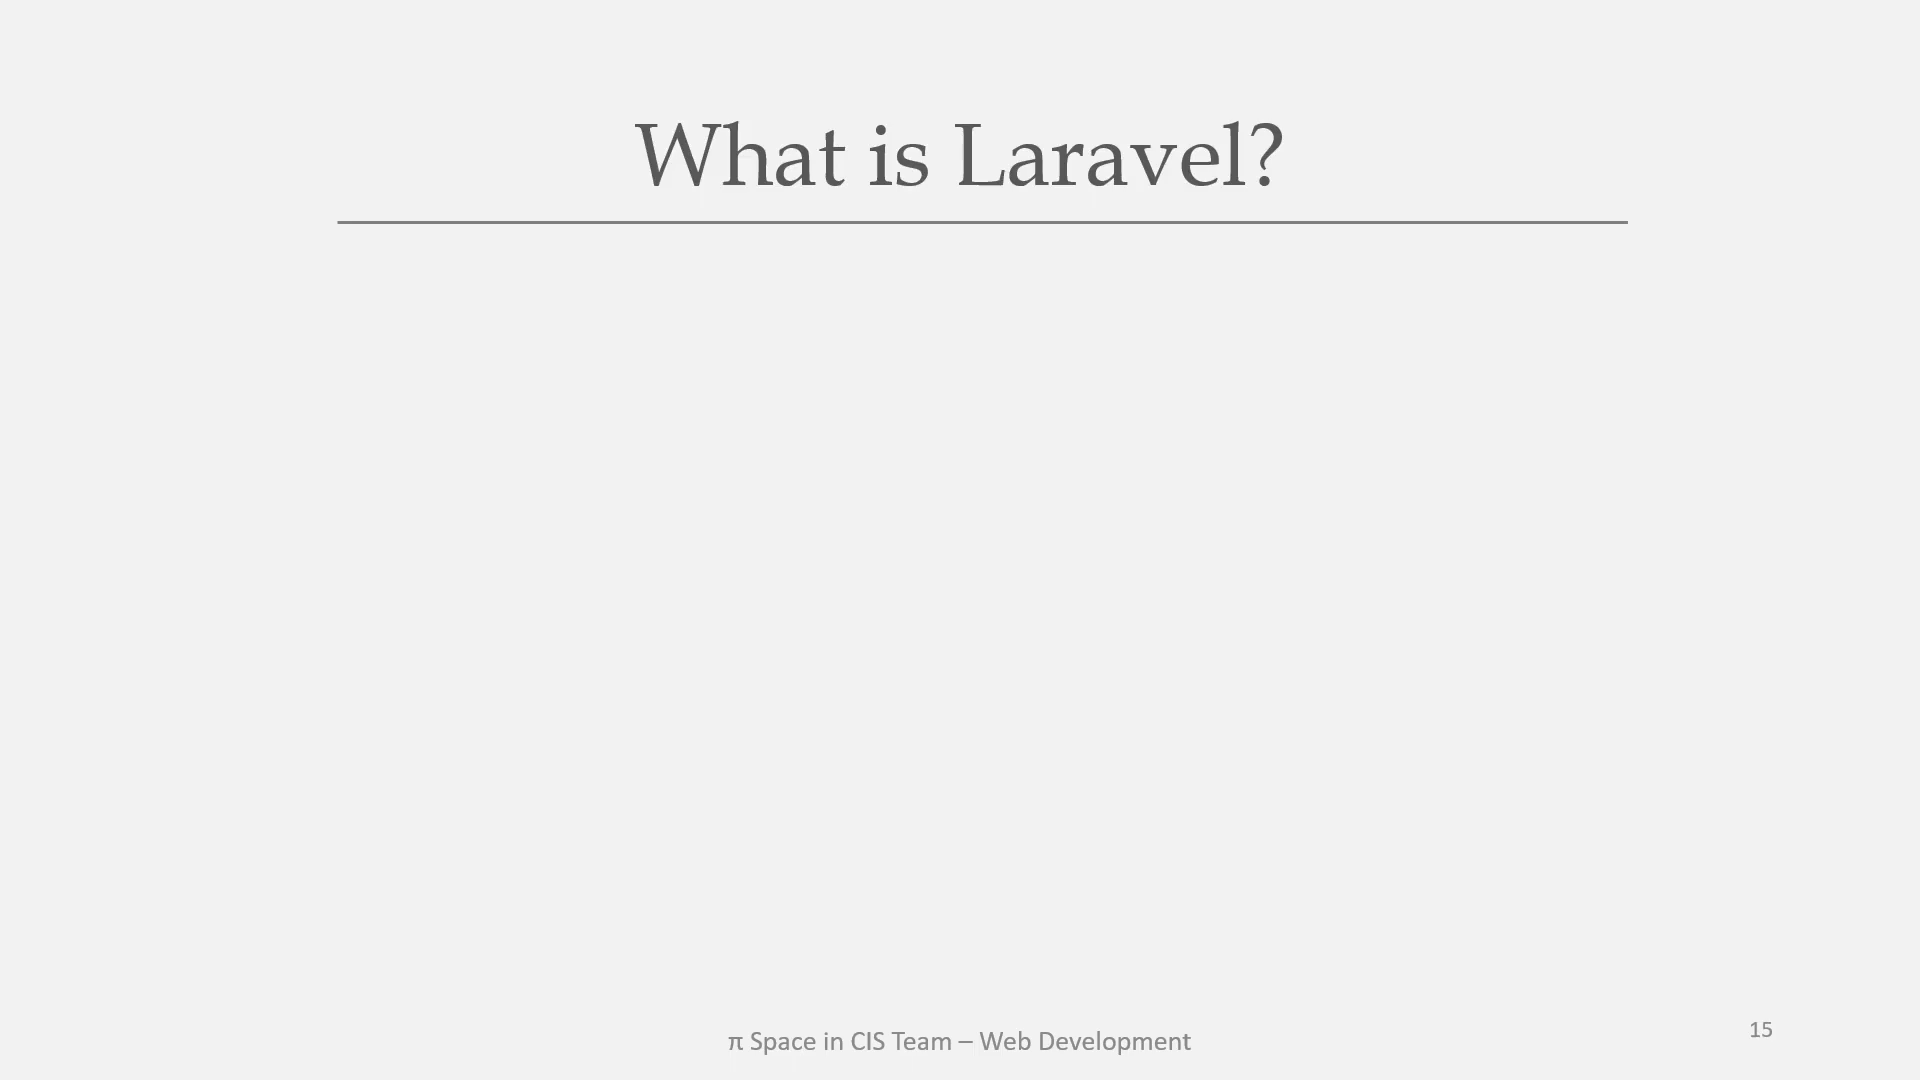 What is Laravel?
π Space in CIS Team – Web Development
15